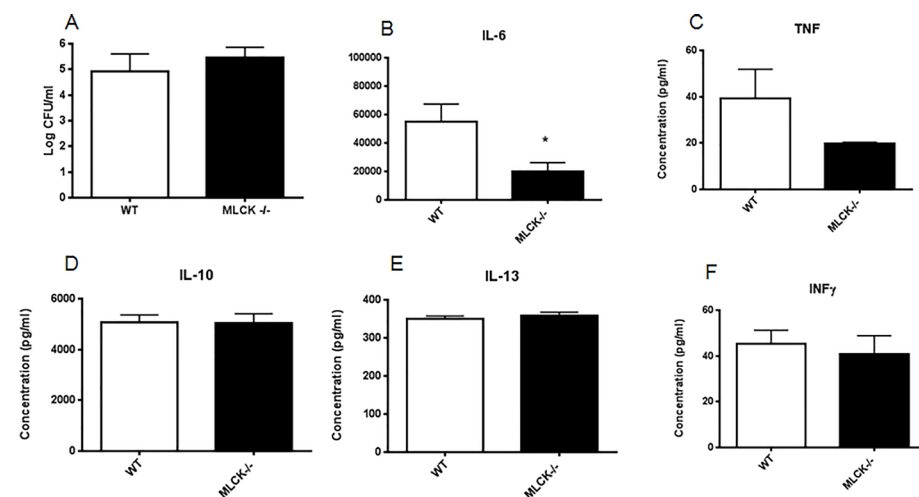 A
Log CFU/ml
6
5
4
3
2
1
0
WT
MLCK -/-
B
IL-6
100000
80000
60000
40000
20000
0
*
WT
MLCK-/-
C
TNF
Concentration (pg/ml)
60
40
20
0
WT
MLCK-/-
D
IL-10
Concentration (pg/ml)
6000
4000
2000
0
WT
MLCK-/-
E
IL-13
Concentration (pg/ml)
400
300
200
100
0
WT
MLCK-/-
F
INFγ
Concentration (pg/ml)
60
40
20
0
WT
MLCK-/-